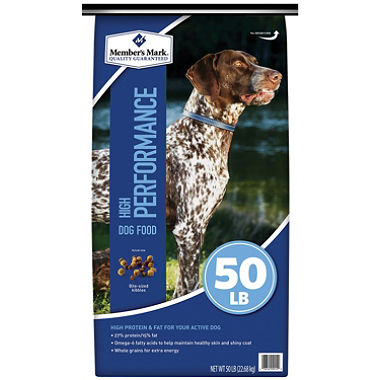 Member's Mark
QUALITY GUARANTEED
HIGH
PERFORMANCE
DOG FOOD
Bite-sized
kibbles
50
LB
HIGH PROTEIN & FAT FOR YOUR ACTIVE DOG
• 27% protein/15% fat
• Omega-6 fatty acids to help maintain healthy skin and shiny coat
• Whole grains for extra energy
NET WT 50 LB (22.68 kg)